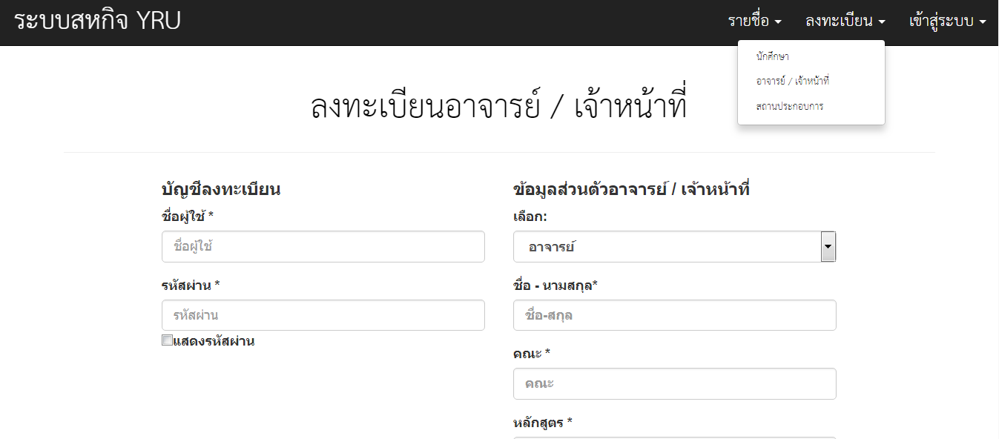 ระบบสหกิจ YRU
รายชื่อ ลงทะเบียน เข้าสู่ระบบ
นักศึกษา
อาจารย์ / เจ้าหน้าที่
สถานประกอบการ
ลงทะเบียนอาจารย์ / เจ้าหน้าที่
บัญชีลงทะเบียน
ชื่อผู้ใช้ *
ชื่อผู้ใช้
รหัสผ่าน *
รหัสผ่าน
แสดงรหัสผ่าน
ข้อมูลส่วนตัวอาจารย์ / เจ้าหน้าที่
เลือก:
อาจารย์
ชื่อ - นามสกุล*
ชื่อ-สกุล
คณะ *
คณะ
หลักสูตร *